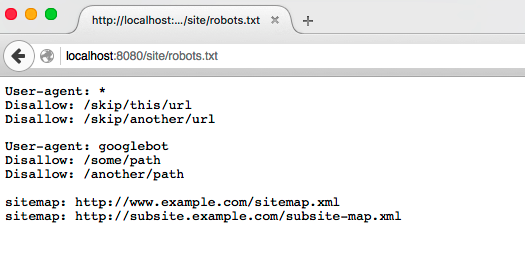 http://localhost:.../site/robots.txt
localhost:8080/site/robots.txt
User-agent: *
Disallow: /skip/this/url
Disallow: /skip/another/url
User-agent: googlebot
Disallow: /some/path
Disallow: /another/path
sitemap: http://www.example.com/sitemap.xml
sitemap: http://subsite.example.com/subsite-map.xml